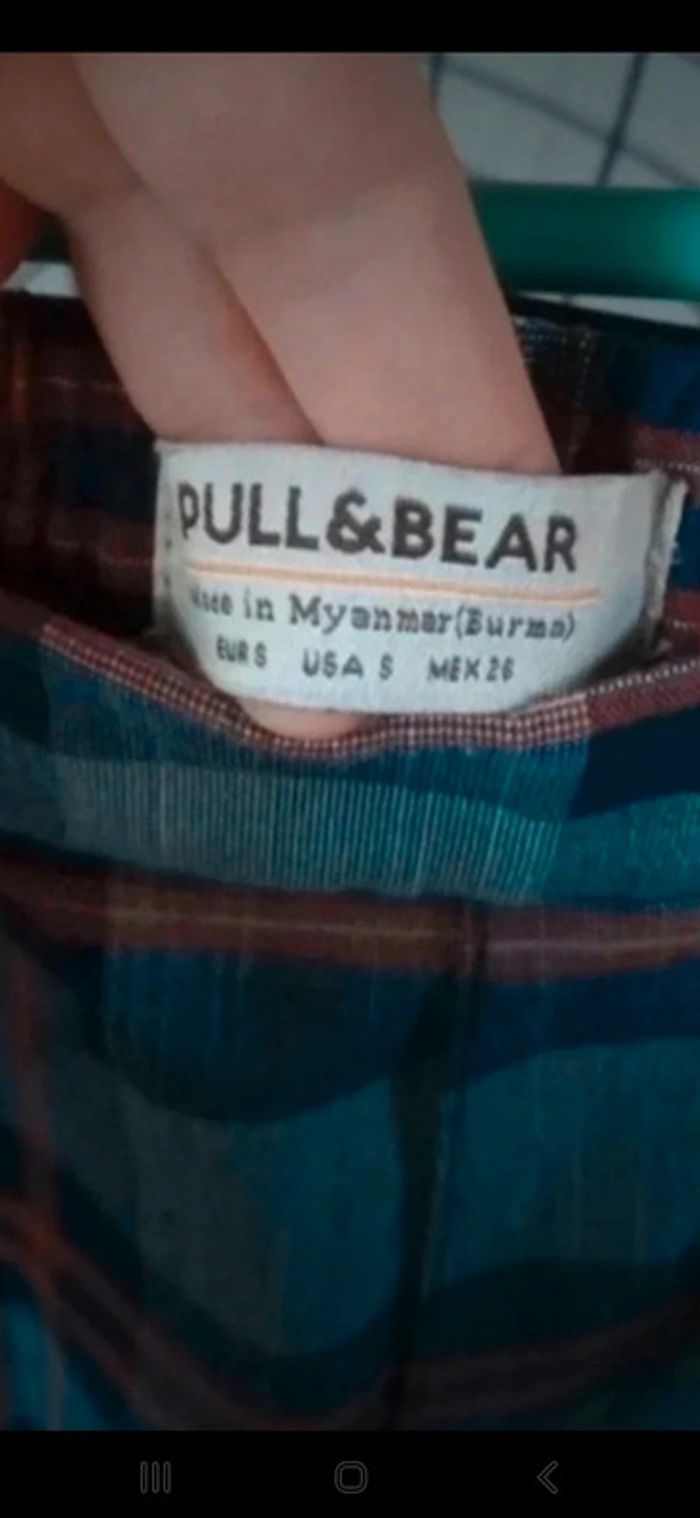 PULL&BEAR
Made in Myanmar(Burma)
EUR S USA S MEX 26